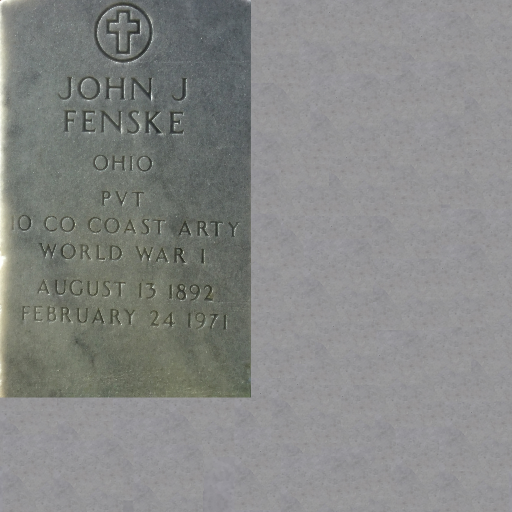 JOHN J
FENSKE
OHIO
PVT
10 CO COAST ARTY
WORLD WAR I
AUGUST 13 1892
FEBRUARY 24 1971